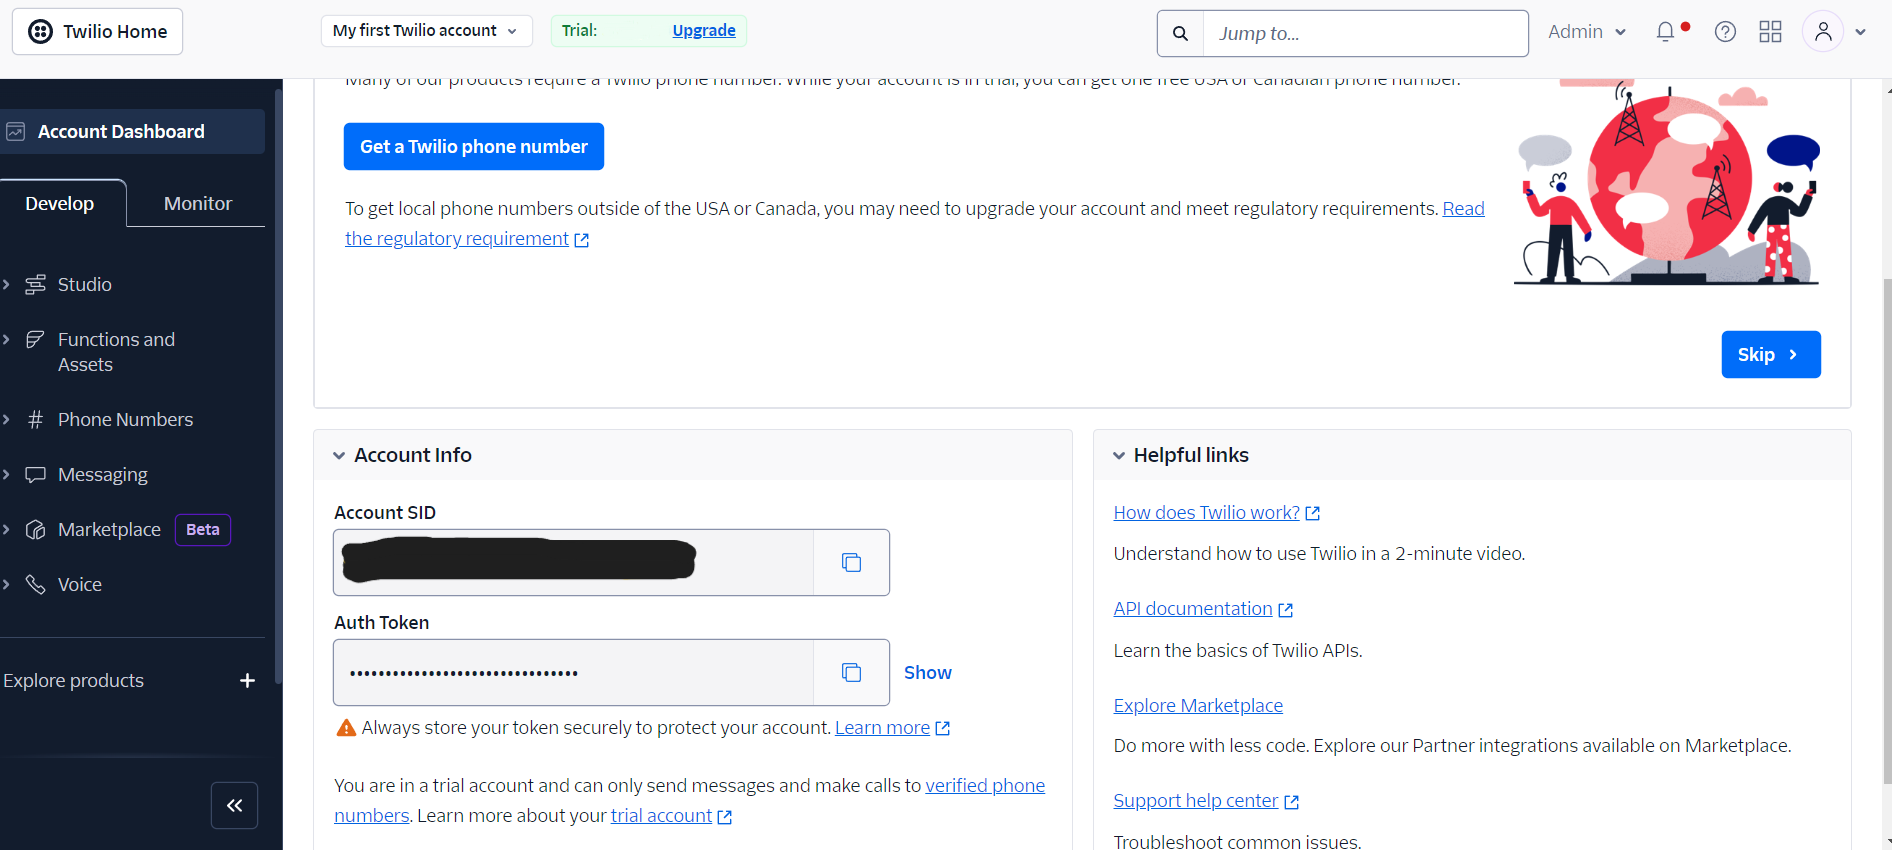 Twilio Home
My first Twilio account
Trial:
Upgrade
Jump to...
Admin
Account Dashboard
Develop
Monitor
Studio
Functions and
Assets
Phone Numbers
Messaging
Marketplace
Beta
Voice
Explore products
Many of our products require a Twilio phone number. While your account is in trial, you can get one free USA or Canadian phone number.
Get a Twilio phone number
To get local phone numbers outside of the USA or Canada, you may need to upgrade your account and meet regulatory requirements. Read
the regulatory requirement
Skip
Account Info
Account SID
Auth Token
••••••••••••••••••••••••••••••••
Show
Always store your token securely to protect your account. Learn more
You are in a trial account and can only send messages and make calls to verified phone
numbers. Learn more about your trial account
Helpful links
How does Twilio work?
Understand how to use Twilio in a 2-minute video.
API documentation
Learn the basics of Twilio APIs.
Explore Marketplace
Do more with less code. Explore our Partner integrations available on Marketplace.
Support help center
Troubleshoot common issues.